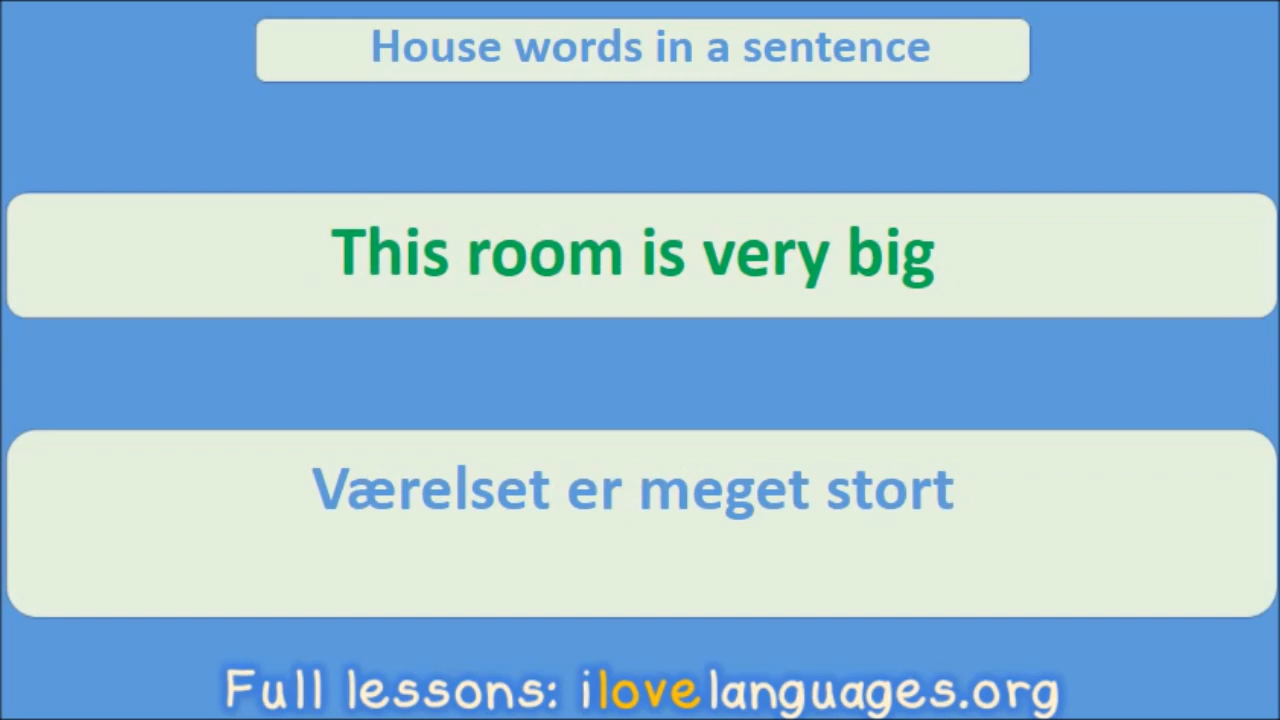 House words in a sentence
This room is very big
Værelset er meget stort
Full lessons: ilovelanguages.org